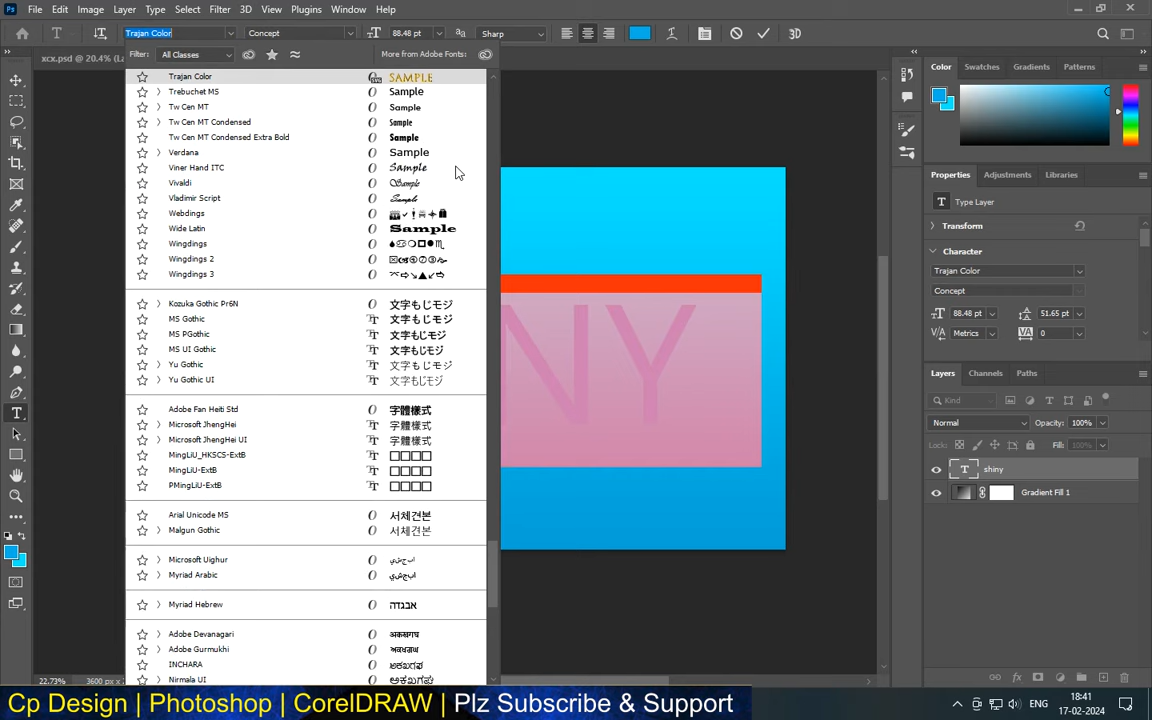 Ps File Edit Image Layer Type Select Filter 3D View Plugins Window Help
Trajan Color Concept 88.48 pt Sharp 3D
xcx.psd @ 20.4% (La
Filter: All Classes More from Adobe Fonts:
Trajan Color SAMPLE
Trebuchet MS Sample
Tw Cen MT Sample
Tw Cen MT Condensed Sample
Tw Cen MT Condensed Extra Bold Sample
Verdana Sample
Viner Hand ITC Sample
Vivaldi Sample
Vladimir Script Sample
Webdings
Wide Latin Sample
Wingdings
Wingdings 2
Wingdings 3
Kozuka Gothic Pr6N 文字もじモジ
MS Gothic 文字もじモジ
MS PGothic 文字もじモジ
MS UI Gothic 文字もじモジ
Yu Gothic 文字もじモジ
Yu Gothic UI 文字もじモジ
Adobe Fan Heiti Std 字體樣式
Microsoft JhengHei 字體樣式
Microsoft JhengHei UI 字體樣式
MingLiU_HKSCS-ExtB
MingLiU-ExtB
PMingLiU-ExtB
Arial Unicode MS 서체견본
Malgun Gothic 서체견본
Microsoft Uighur
Myriad Arabic
Myriad Hebrew אבגדה
Adobe Devanagari
Adobe Gurmukhi
INCHARA
Nirmala UI
NY
Color Swatches Gradients Patterns
Properties Adjustments Libraries
T Type Layer
Transform
Character
Trajan Color
Concept
88.48 pt 51.65 pt
Metrics 0
Layers Channels Paths
Kind
Normal Opacity: 100%
Lock: Fill: 100%
T shiny
Gradient Fill 1
22.73% 3600 px x
Cp Design | Photoshop | CorelDRAW | Plz Subscribe & Support
ENG 18:41
17-02-2024